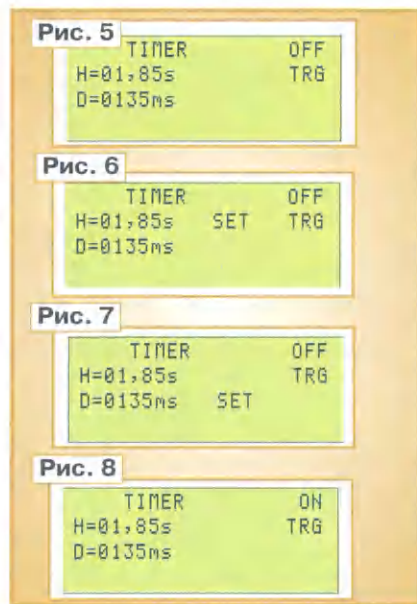 Рис. 5
TIMER OFF
H=01,85s TRG
D=0135ms
Рис. 6
TIMER OFF
H=01,85s SET TRG
D=0135ms
Рис. 7
TIMER OFF
H=01,85s TRG
D=0135ms SET
Рис. 8
TIMER ON
H=01,85s TRG
D=0135ms